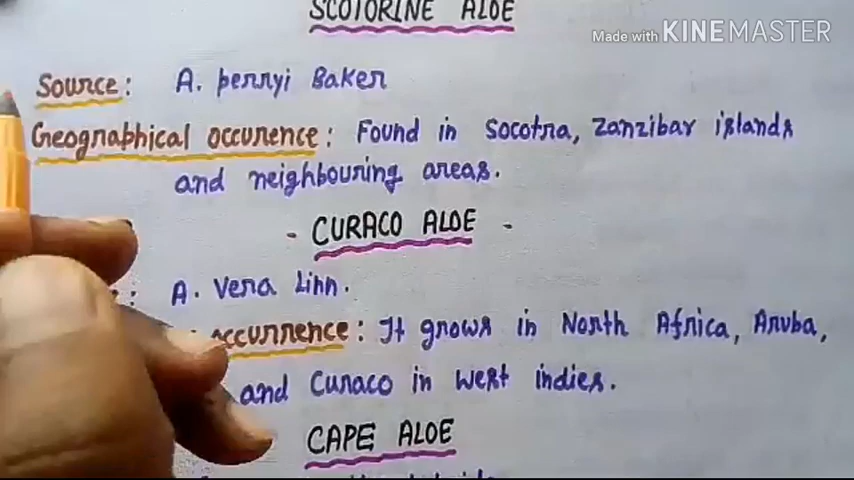 SCOTORINE ALOE
Made with KINEMASTER
Source: A. perryi Baker
Geographical occurence: Found in Socotra, Zanzibar islands
and neighbouring areas.
- CURACO ALOE -
: A. Vera Linn.
occurrence: It grows in North Africa, Aruba,
and Curaco in west indies.
CAPE ALOE